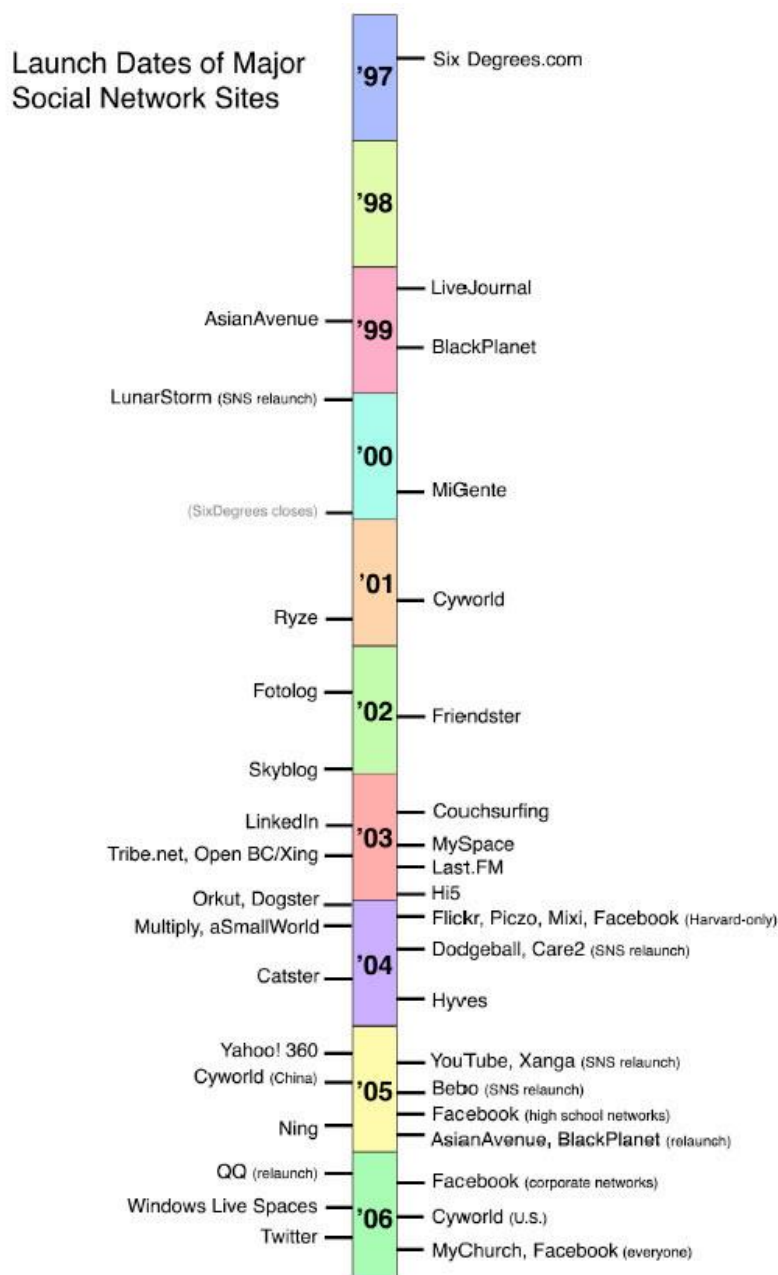 Launch Dates of Major
Social Network Sites
'97
Six Degrees.com
'98
LiveJournal
AsianAvenue
'99
BlackPlanet
LunarStorm (SNS relaunch)
'00
MiGente
(SixDegrees closes)
'01
Cyworld
Ryze
Fotolog
'02
Friendster
Skyblog
Couchsurfing
LinkedIn
'03
MySpace
Tribe.net, Open BC/Xing
Last.FM
Hi5
Orkut, Dogster
Flickr, Piczo, Mixi, Facebook (Harvard-only)
Multiply, aSmallWorld
Dodgeball, Care2 (SNS relaunch)
'04
Catster
Hyves
Yahoo! 360
YouTube, Xanga (SNS relaunch)
Cyworld (China)
'05
Bebo (SNS relaunch)
Facebook (high school networks)
Ning
AsianAvenue, BlackPlanet (relaunch)
QQ (relaunch)
Facebook (corporate networks)
Windows Live Spaces
'06
Cyworld (U.S.)
Twitter
MyChurch, Facebook (everyone)